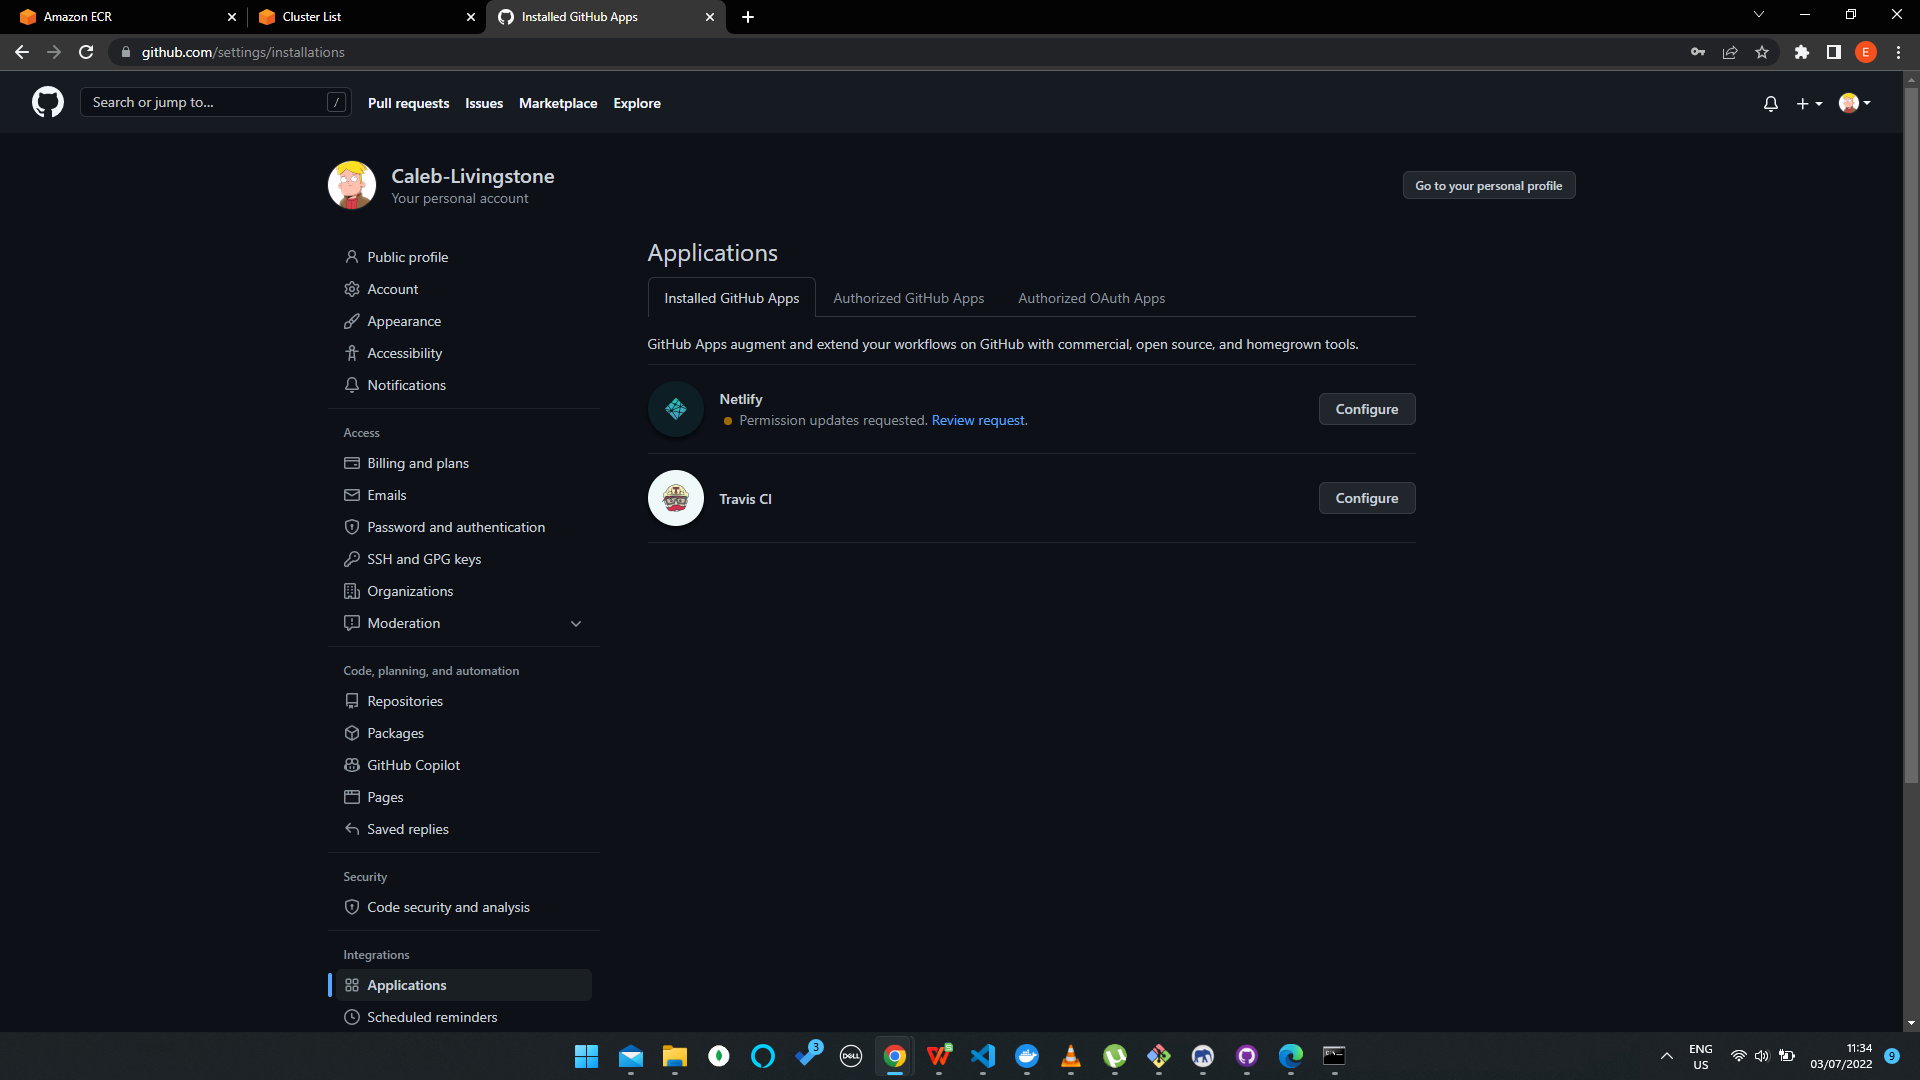 Amazon ECR
Cluster List
Installed GitHub Apps
github.com/settings/installations
E
Search or jump to...
/
Pull requests
Issues
Marketplace
Explore
Caleb-Livingstone
Your personal account
Go to your personal profile
Public profile
Account
Appearance
Accessibility
Notifications
Access
Billing and plans
Emails
Password and authentication
SSH and GPG keys
Organizations
Moderation
Code, planning, and automation
Repositories
Packages
GitHub Copilot
Pages
Saved replies
Security
Code security and analysis
Integrations
Applications
Scheduled reminders
Applications
Installed GitHub Apps
Authorized GitHub Apps
Authorized OAuth Apps
GitHub Apps augment and extend your workflows on GitHub with commercial, open source, and homegrown tools.
Netlify
Permission updates requested. Review request.
Configure
Travis CI
Configure
3
DELL
ENG
US
11:34
03/07/2022
9